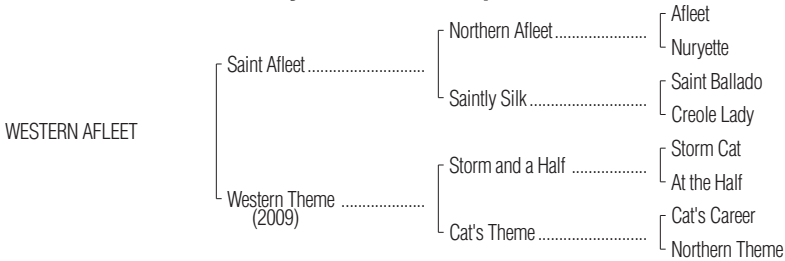 Afleet
Northern Afleet
Nuryette
Saint Afleet
Saint Ballado
Saintly Silk
Creole Lady
WESTERN AFLEET
Storm Cat
Storm and a Half
At the Half
Western Theme
(2009)
Cat's Career
Cat's Theme
Northern Theme